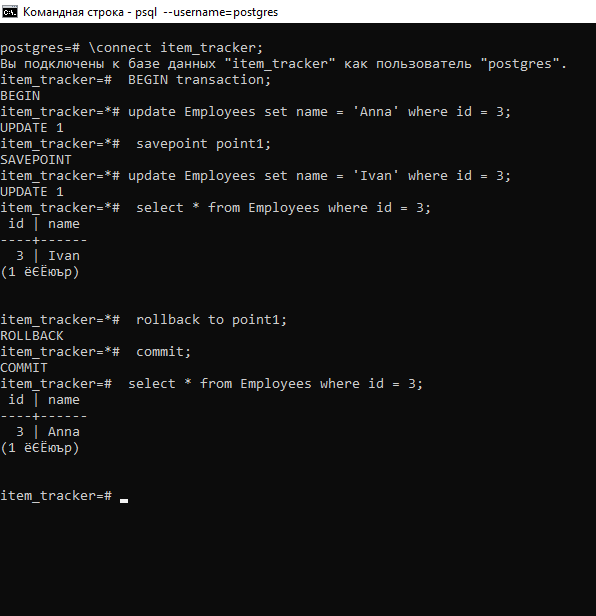 Командная строка - psql --username=postgres
postgres=# \connect item_tracker;
Вы подключены к базе данных "item_tracker" как пользователь "postgres".
item_tracker=#  BEGIN transaction;
BEGIN
item_tracker=*# update Employees set name = 'Anna' where id = 3;
UPDATE 1
item_tracker=*#  savepoint point1;
SAVEPOINT
item_tracker=*# update Employees set name = 'Ivan' where id = 3;
UPDATE 1
item_tracker=*#  select * from Employees where id = 3;
 id | name
----+------
  3 | Ivan
(1 ёЄЁюър)
item_tracker=*#  rollback to point1;
ROLLBACK
item_tracker=*#  commit;
COMMIT
item_tracker=#  select * from Employees where id = 3;
 id | name
----+------
  3 | Anna
(1 ёЄЁюър)
item_tracker=#